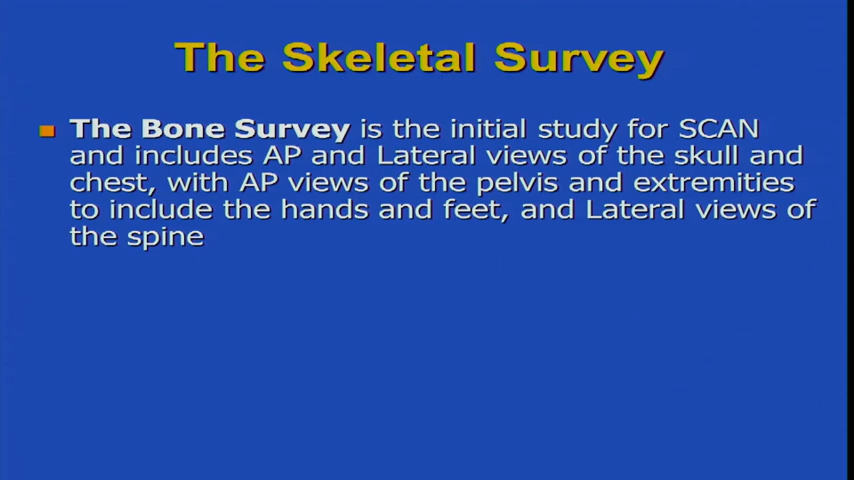 The Skeletal Survey
The Bone Survey is the initial study for SCAN
and includes AP and Lateral views of the skull and
chest, with AP views of the pelvis and extremities
to include the hands and feet, and Lateral views of
the spine